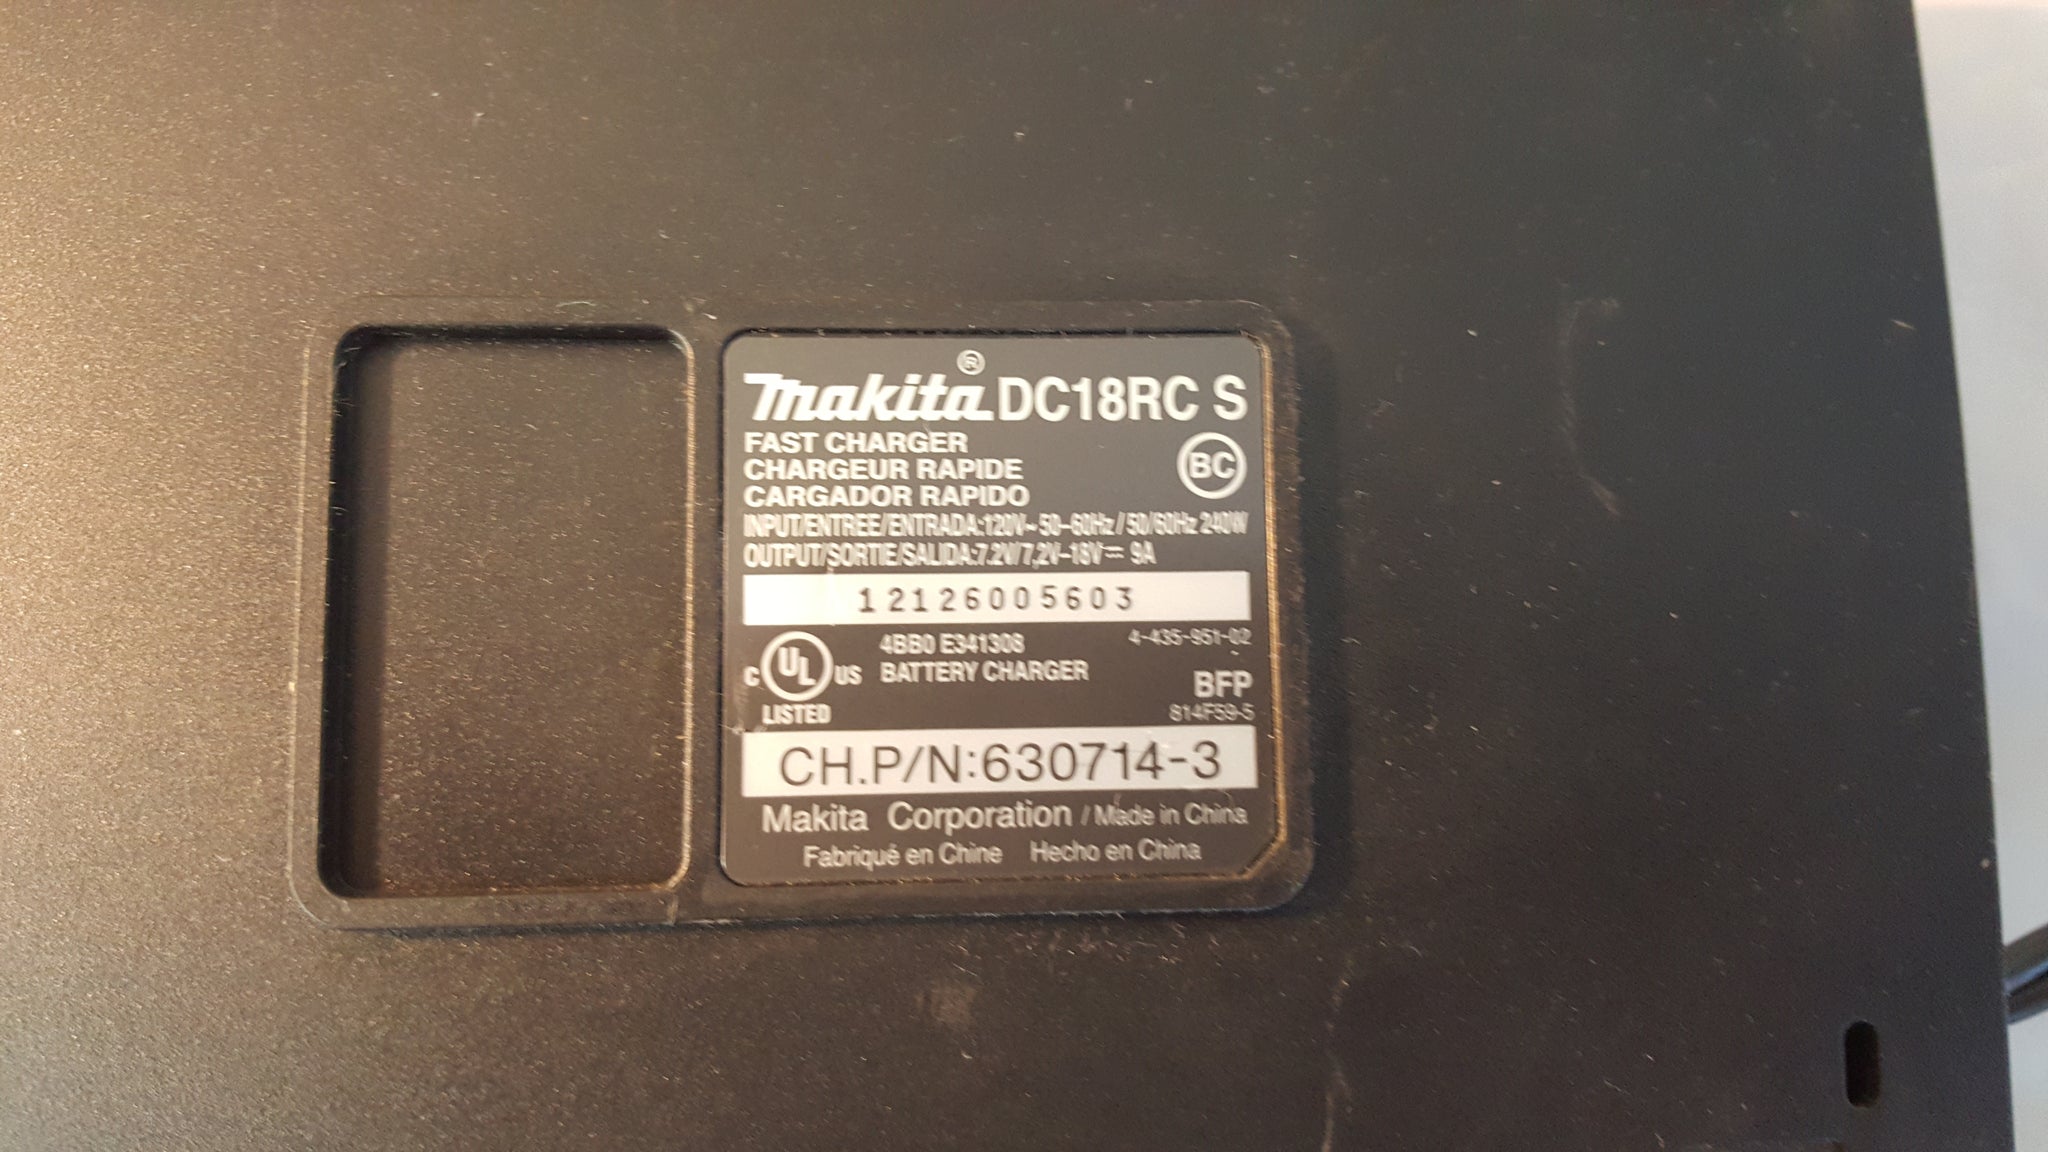 makita® DC18RC S
FAST CHARGER
CHARGEUR RAPIDE
CARGADOR RAPIDO
BC
INPUT/ENTREE/ENTRADA:120V~ 50–60Hz / 50/60Hz 240W
OUTPUT/SORTIE/SALIDA:7.2V/7,2V–18V⎓ 9A
12126005603
4BB0 E341308
4-435-951-02
C UL US
BATTERY CHARGER
BFP
LISTED
814F59-5
CH.P/N:630714-3
Makita Corporation / Made in China
Fabriqué en Chine Hecho en China